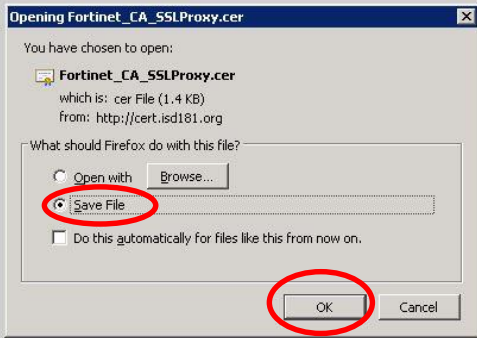 Opening Fortinet_CA_SSLProxy.cer
You have chosen to open:
Fortinet_CA_SSLProxy.cer
which is: cer File (1.4 KB)
from: http://cert.isd181.org
What should Firefox do with this file?
Open with Browse...
Save File
Do this automatically for files like this from now on.
OK Cancel